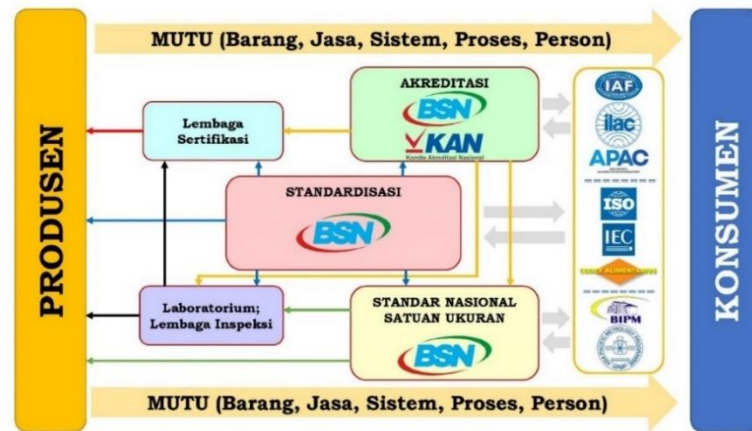 MUTU (Barang, Jasa, Sistem, Proses, Person)
PRODUSEN
KONSUMEN
AKREDITASI
BSN
KAN
Komite Akreditasi Nasional
Lembaga
Sertifikasi
STANDARDISASI
BSN
Laboratorium;
Lembaga Inspeksi
STANDAR NASIONAL
SATUAN UKURAN
BSN
IAF
ilac
APAC
ISO
IEC
CODEX ALIMENTARIUS
BIPM
MUTU (Barang, Jasa, Sistem, Proses, Person)